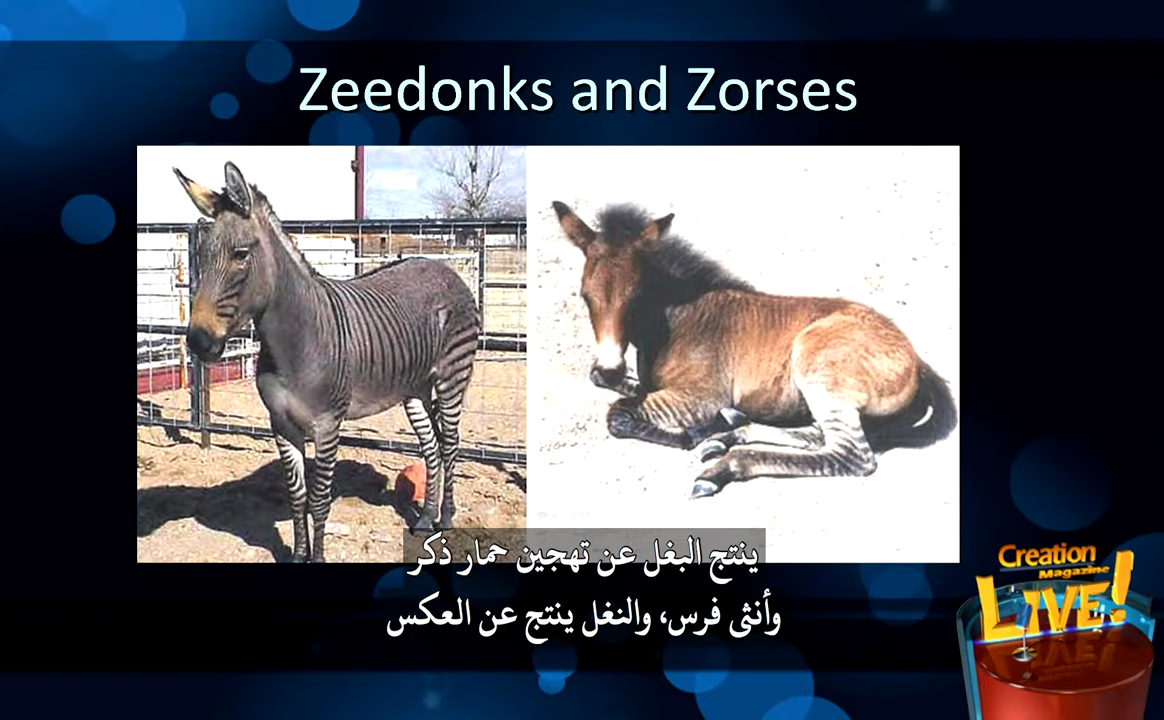 Zeedonks and Zorses
ينتج البغل عن تهجين حمار ذكر
وأنثى فرس، والنغل ينتج عن العكس
Creation
Magazine
LIVE!